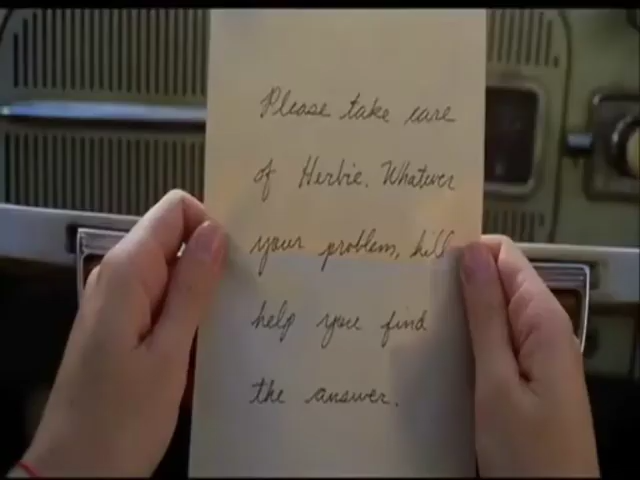 Please take care
of Herbie. Whatever
your problem, he'll
help you find
the answer.